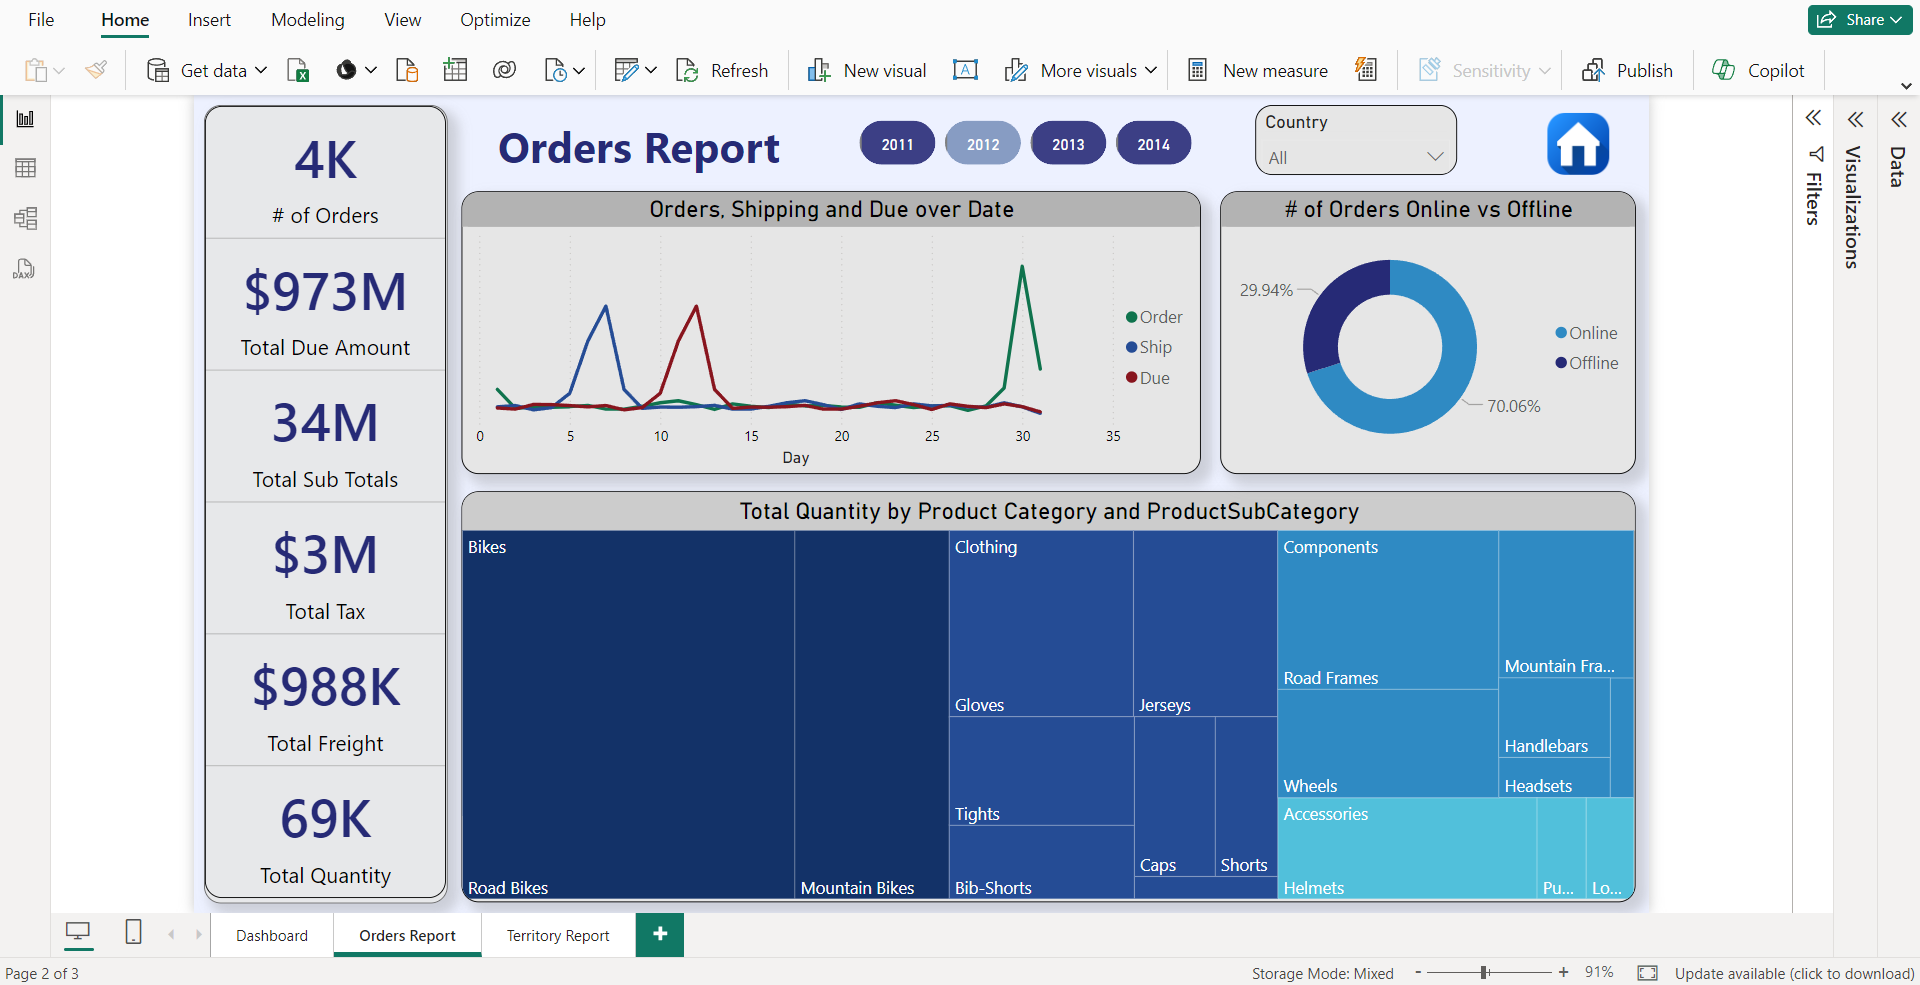 File Home Insert Modeling View Optimize Help Share
Get data Refresh New visual More visuals New measure Sensitivity Publish Copilot
4K
# of Orders
$973M
Total Due Amount
34M
Total Sub Totals
$3M
Total Tax
$988K
Total Freight
69K
Total Quantity
Orders Report
2011 2012 2013 2014
Country
All
Orders, Shipping and Due over Date
Order
Ship
Due
0 5 10 15 20 25 30 35
Day
# of Orders Online vs Offline
29.94%
70.06%
Online
Offline
Total Quantity by Product Category and ProductSubCategory
Bikes
Road Bikes
Mountain Bikes
Clothing
Gloves
Jerseys
Tights
Bib-Shorts
Caps
Shorts
Components
Road Frames
Mountain Fra...
Wheels
Handlebars
Headsets
Accessories
Helmets
Pu...
Lo...
Filters
Visualizations
Data
DAX
Dashboard Orders Report Territory Report +
Page 2 of 3
Storage Mode: Mixed - + 91% Update available (click to download)